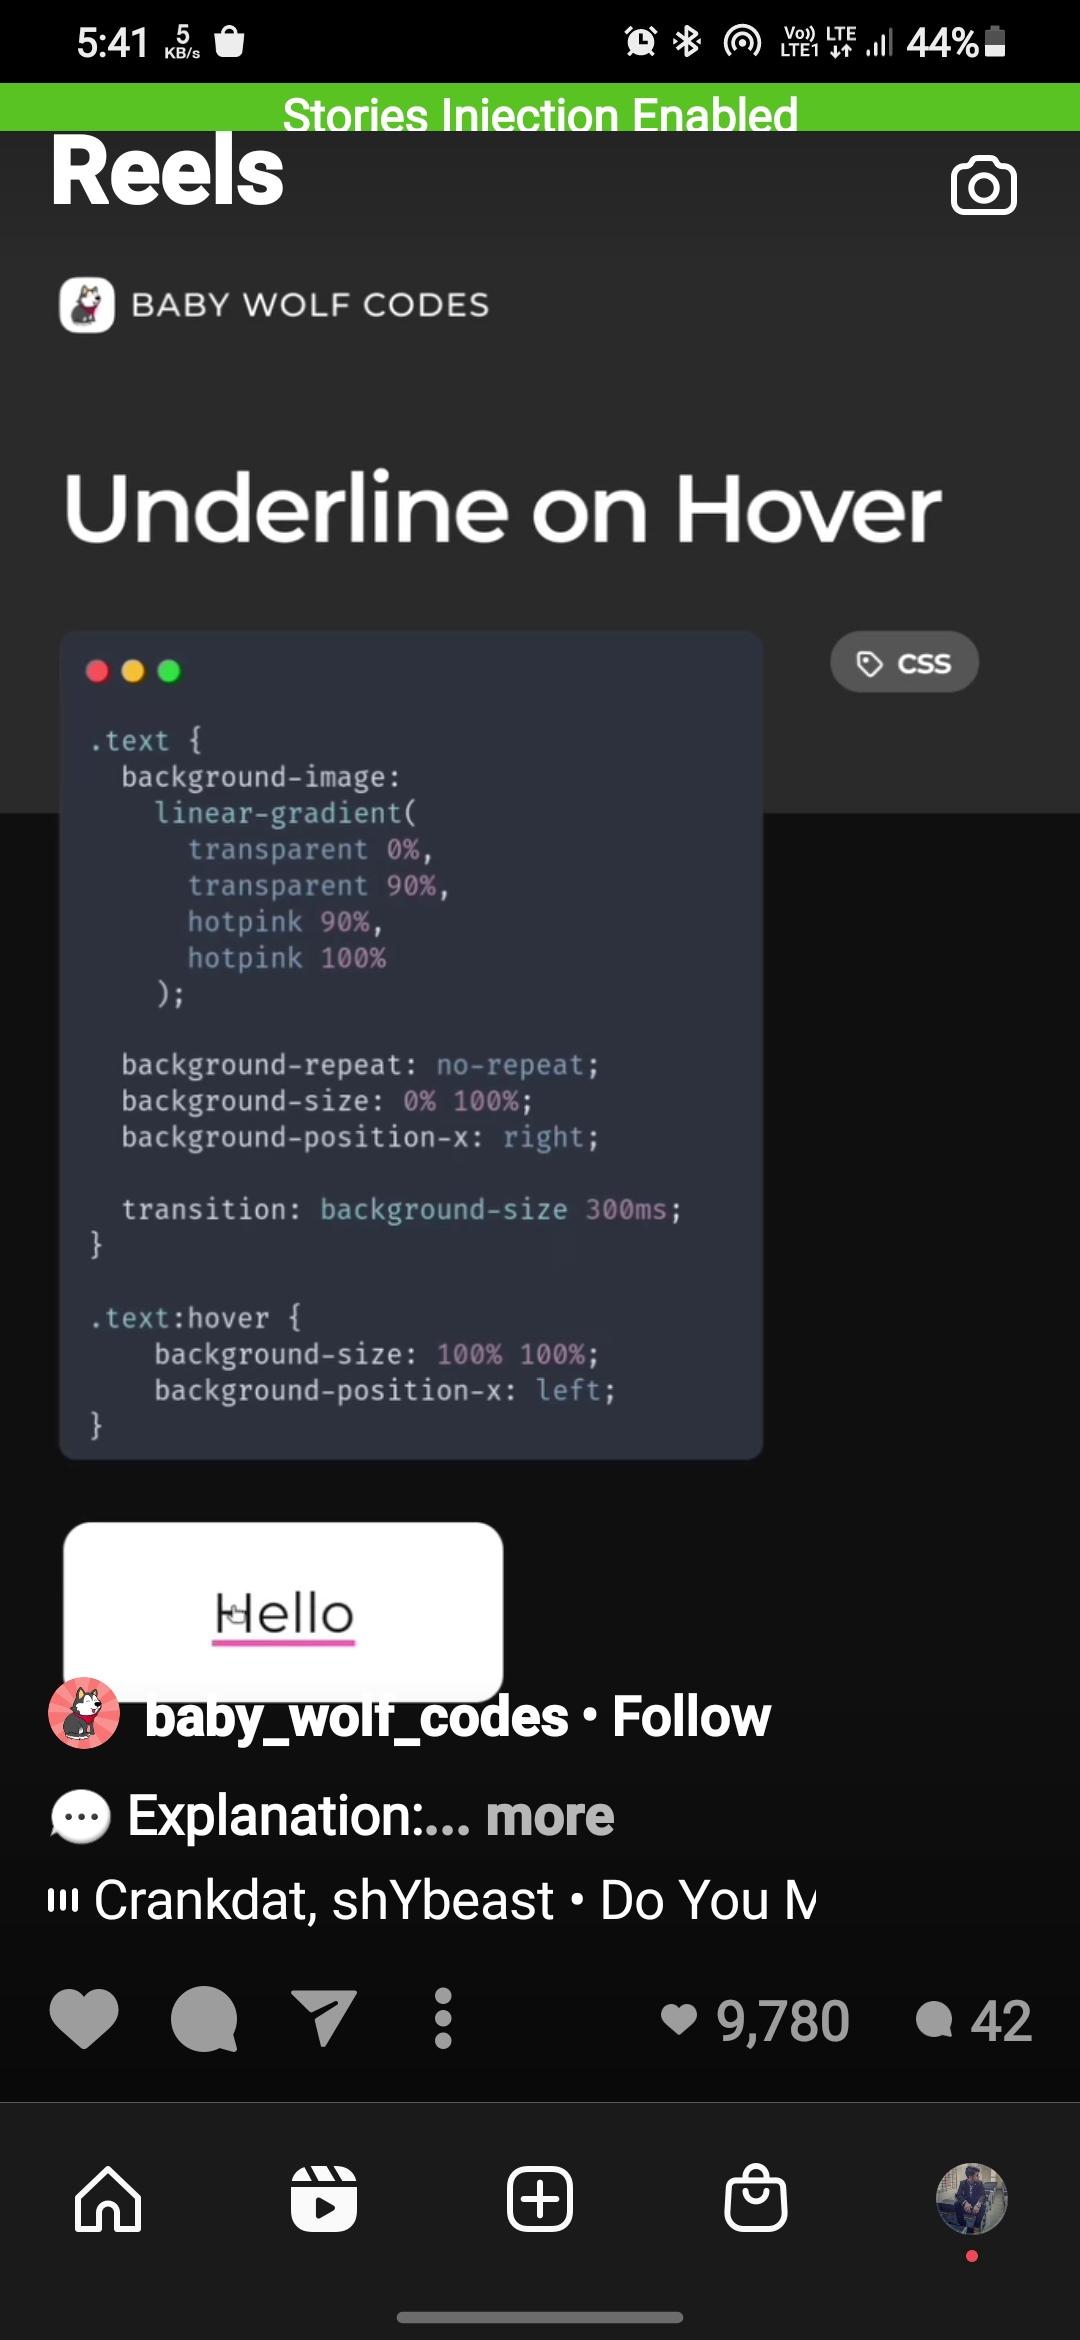 5:41 5 KB/s Vo)) LTE LTE1 44%
Stories Injection Enabled
Reels
BABY WOLF CODES
Underline on Hover
CSS
.text {
  background-image:
    linear-gradient(
      transparent 0%,
      transparent 90%,
      hotpink 90%,
      hotpink 100%
    );
  background-repeat: no-repeat;
  background-size: 0% 100%;
  background-position-x: right;
  transition: background-size 300ms;
}
.text:hover {
    background-size: 100% 100%;
    background-position-x: left;
}
Hello
baby_wolf_codes • Follow
Explanation:... more
Crankdat, shYbeast • Do You
9,780 42